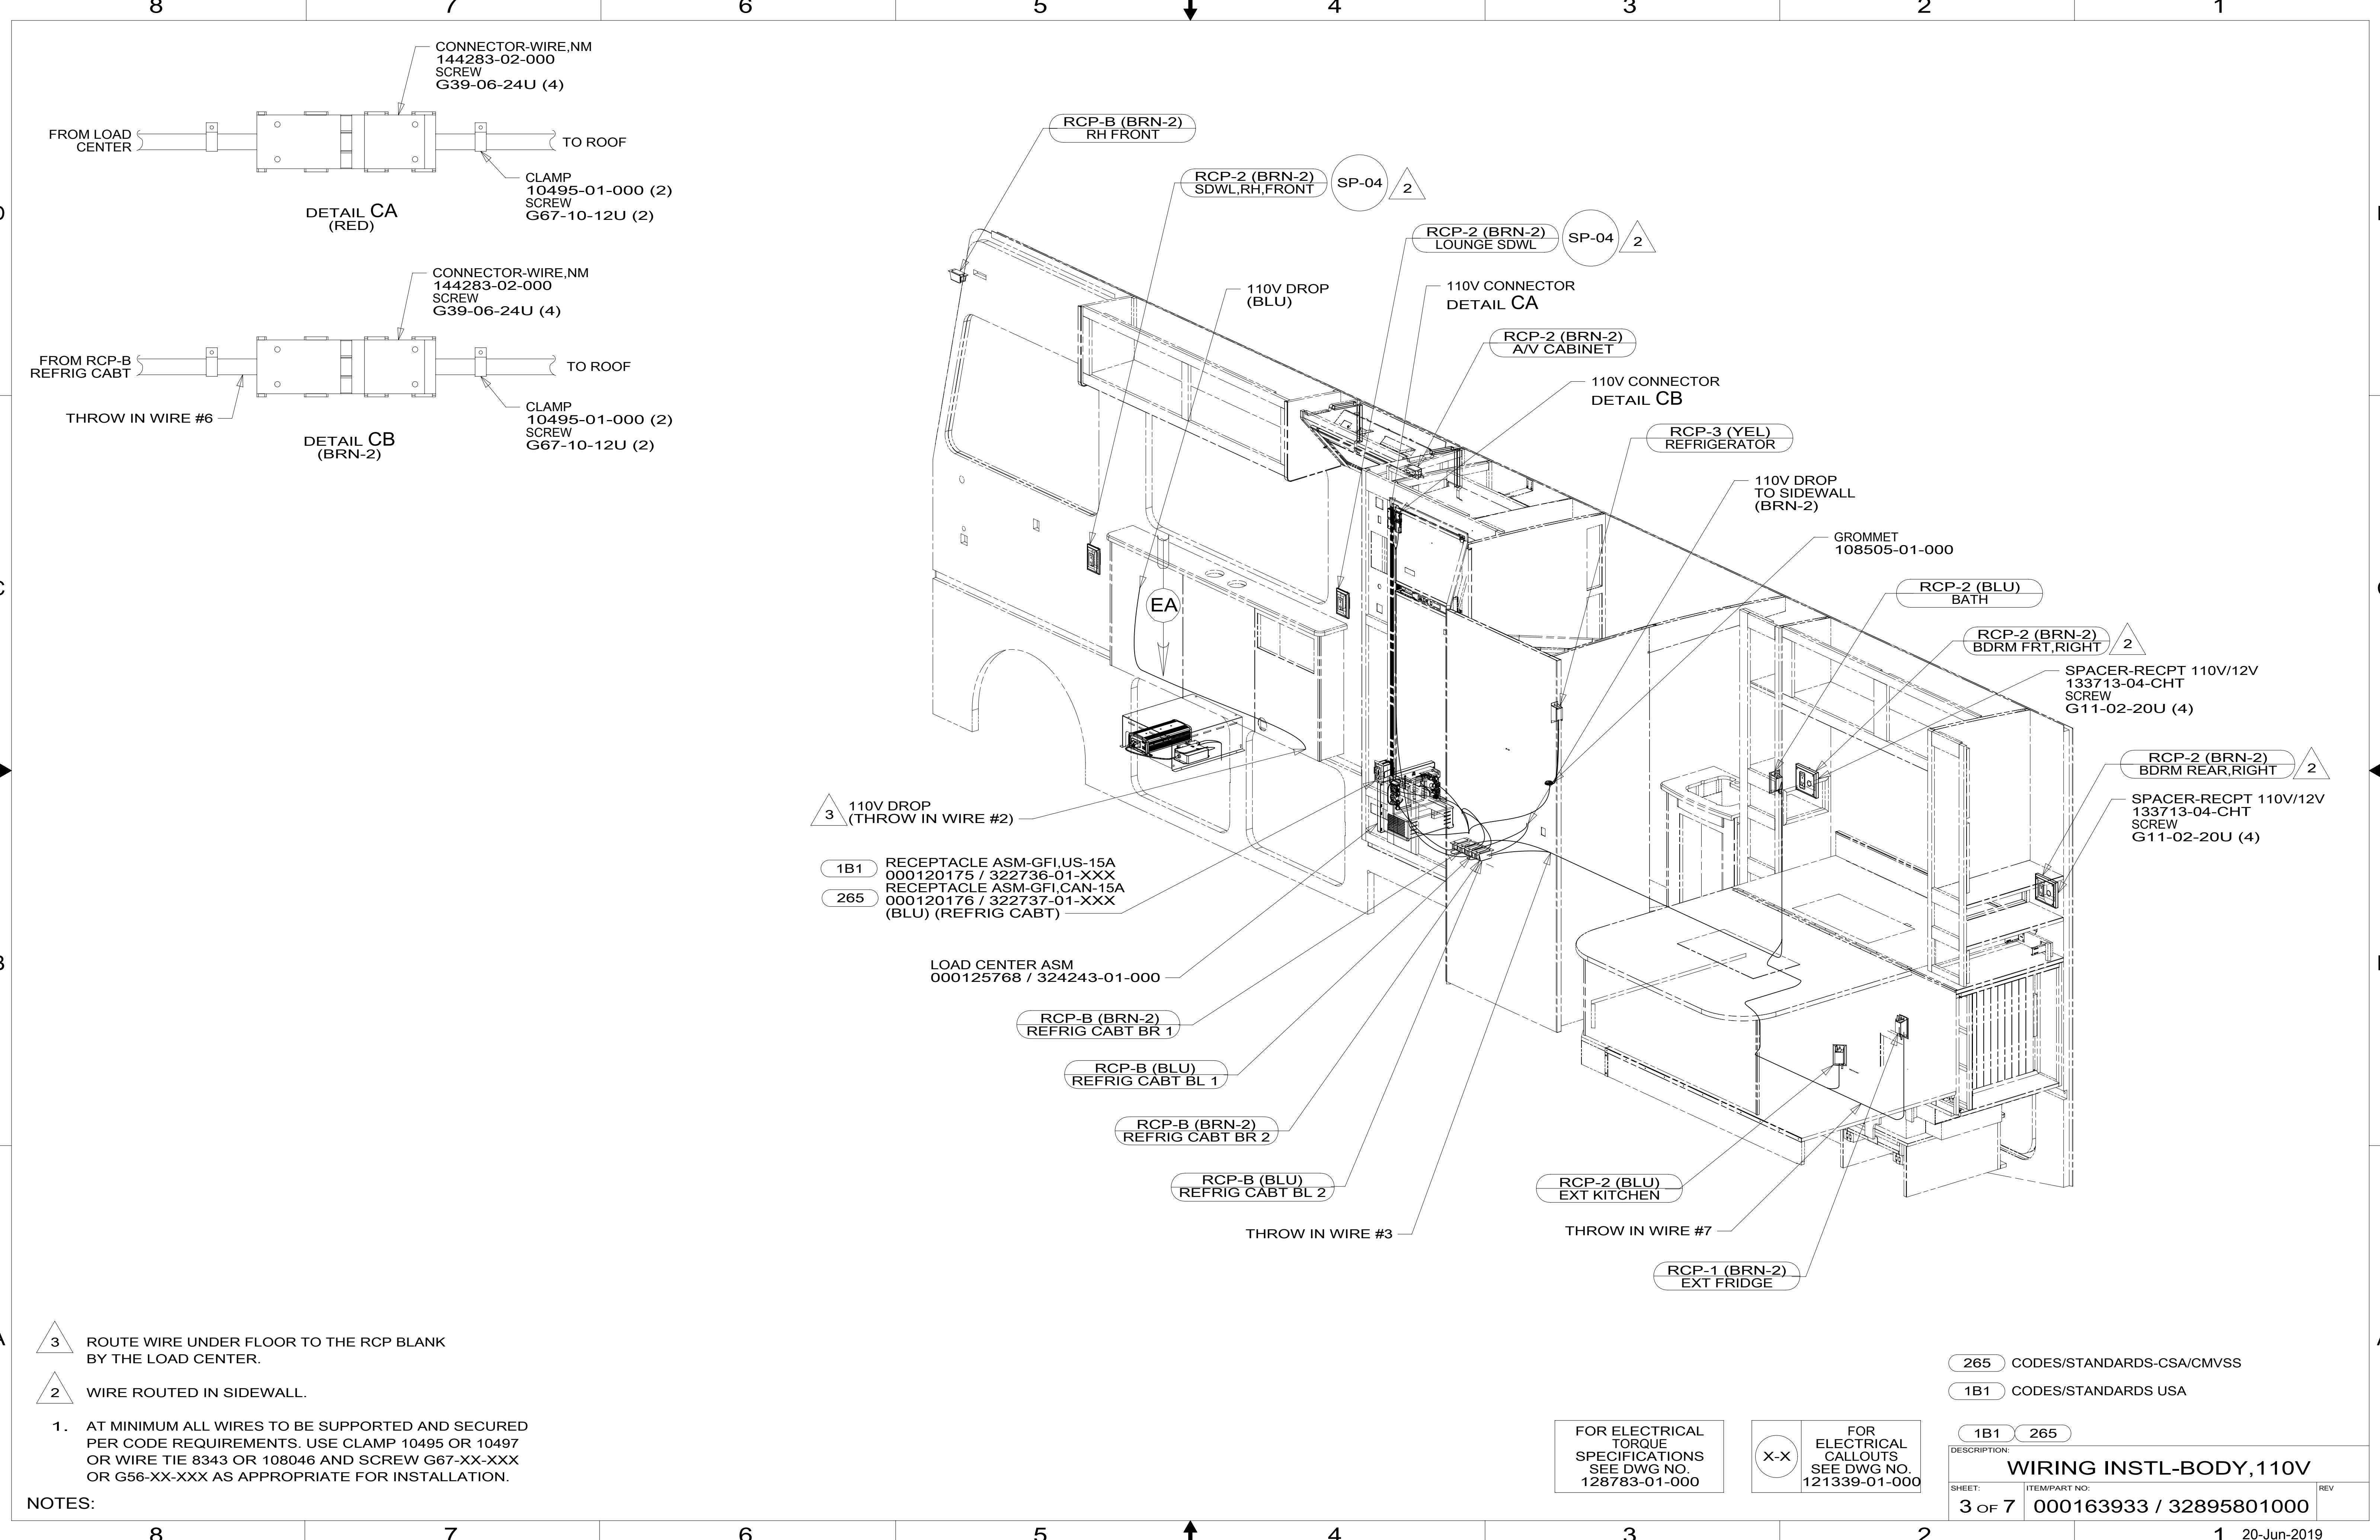 8 7 6 5 4 3 2 1
CONNECTOR-WIRE,NM
144283-02-000
SCREW
G39-06-24U (4)
FROM LOAD
CENTER
TO ROOF
CLAMP
10495-01-000 (2)
SCREW
G67-10-12U (2)
DETAIL CA
(RED)
CONNECTOR-WIRE,NM
144283-02-000
SCREW
G39-06-24U (4)
FROM RCP-B
REFRIG CABT
TO ROOF
THROW IN WIRE #6
CLAMP
10495-01-000 (2)
SCREW
G67-10-12U (2)
DETAIL CB
(BRN-2)
RCP-B (BRN-2)
RH FRONT
RCP-2 (BRN-2)
SDWL,RH,FRONT
SP-04
2
RCP-2 (BRN-2)
LOUNGE SDWL
SP-04
2
110V DROP
(BLU)
110V CONNECTOR
DETAIL CA
RCP-2 (BRN-2)
A/V CABINET
110V CONNECTOR
DETAIL CB
RCP-3 (YEL)
REFRIGERATOR
110V DROP
TO SIDEWALL
(BRN-2)
GROMMET
108505-01-000
RCP-2 (BLU)
BATH
RCP-2 (BRN-2)
BDRM FRT,RIGHT
2
SPACER-RECPT 110V/12V
133713-04-CHT
SCREW
G11-02-20U (4)
RCP-2 (BRN-2)
BDRM REAR,RIGHT
2
SPACER-RECPT 110V/12V
133713-04-CHT
SCREW
G11-02-20U (4)
EA
3
110V DROP
(THROW IN WIRE #2)
1B1
RECEPTACLE ASM-GFI,US-15A
000120175 / 322736-01-XXX
265
RECEPTACLE ASM-GFI,CAN-15A
000120176 / 322737-01-XXX
(BLU) (REFRIG CABT)
LOAD CENTER ASM
000125768 / 324243-01-000
RCP-B (BRN-2)
REFRIG CABT BR 1
RCP-B (BLU)
REFRIG CABT BL 1
RCP-B (BRN-2)
REFRIG CABT BR 2
RCP-B (BLU)
REFRIG CABT BL 2
THROW IN WIRE #3
RCP-2 (BLU)
EXT KITCHEN
THROW IN WIRE #7
RCP-1 (BRN-2)
EXT FRIDGE
3 ROUTE WIRE UNDER FLOOR TO THE RCP BLANK
BY THE LOAD CENTER.
2 WIRE ROUTED IN SIDEWALL.
1. AT MINIMUM ALL WIRES TO BE SUPPORTED AND SECURED
PER CODE REQUIREMENTS. USE CLAMP 10495 OR 10497
OR WIRE TIE 8343 OR 108046 AND SCREW G67-XX-XXX
OR G56-XX-XXX AS APPROPRIATE FOR INSTALLATION.
NOTES:
FOR ELECTRICAL
TORQUE
SPECIFICATIONS
SEE DWG NO.
128783-01-000
X-X
FOR
ELECTRICAL
CALLOUTS
SEE DWG NO.
121339-01-000
265 CODES/STANDARDS-CSA/CMVSS
1B1 CODES/STANDARDS USA
1B1 265
DESCRIPTION:
WIRING INSTL-BODY,110V
SHEET: ITEM/PART NO: REV
3 OF 7 000163933 / 32895801000
8 7 6 5 4 3 2 1
20-Jun-2019